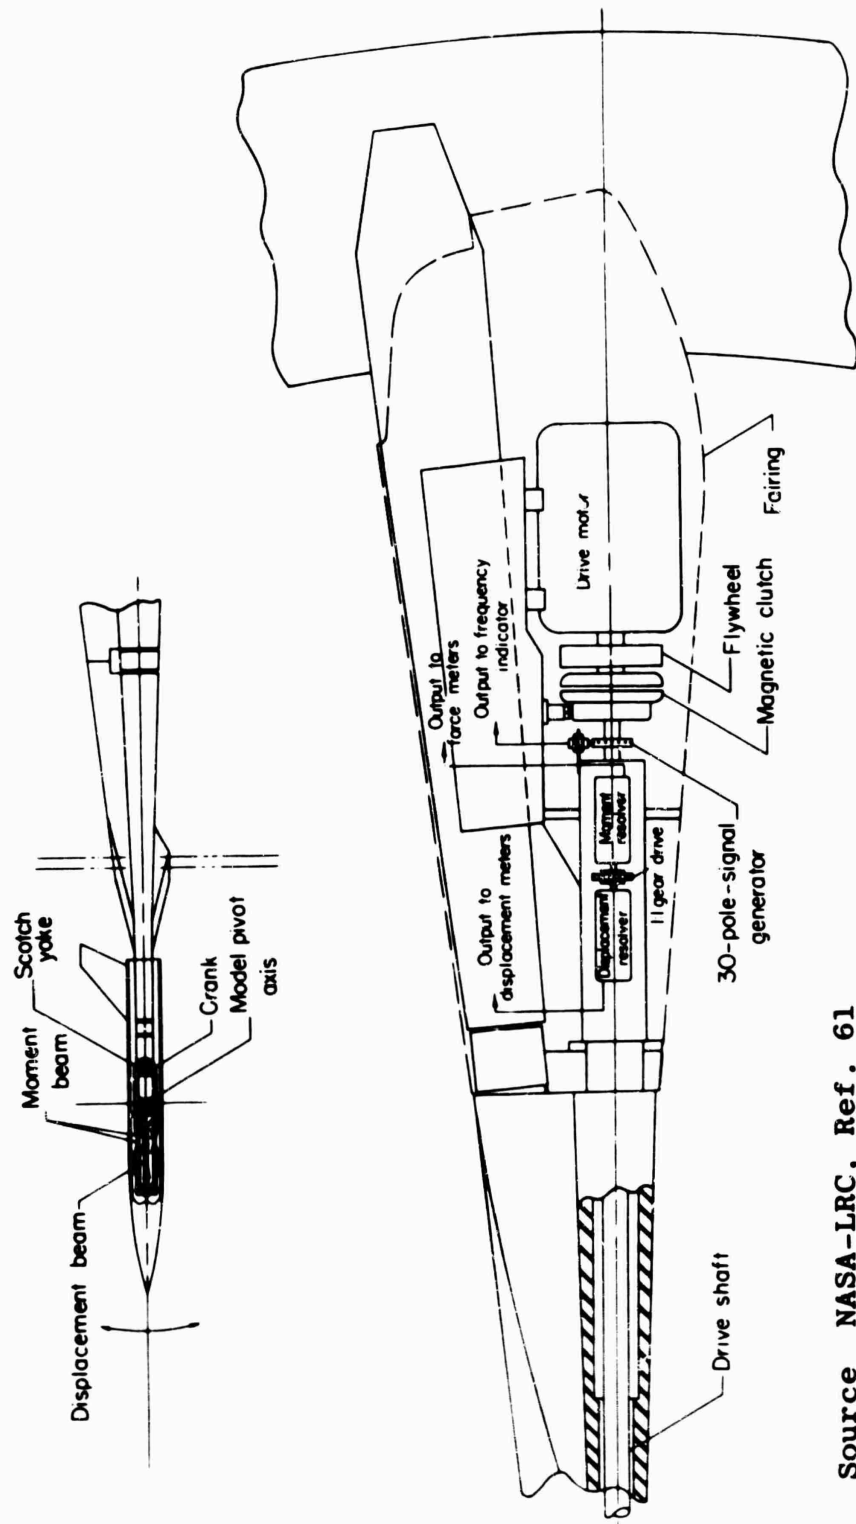 Displacement beam
Moment
beam
Scotch
yoke
Crank
Model pivot
axis
Output to
displacement meters
Output to
force meters
Output to frequency
indicator
Drive motor
Displacement
resolver
Moment
resolver
11 gear drive
30-pole-signal
generator
Flywheel
Magnetic clutch
Fairing
Drive shaft
Source NASA-LRC, Ref. 61